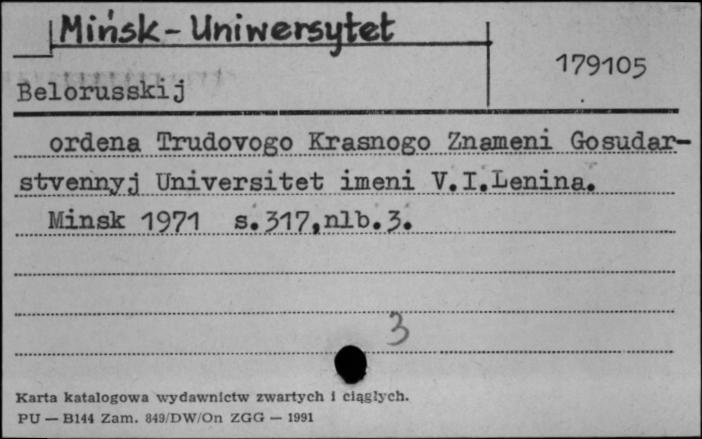 Mińsk - Uniwersytet
179105
Belorusskij
ordena Trudovogo Krasnogo Znameni Gosudar-
stvennyj Universitet imeni V.I.Lenina.
Minsk 1971 s.317,nlb.3.
3
Karta katalogowa wydawnictw zwartych i ciągłych.
PU — B144 Zam. 849/DW/On ZGG — 1991